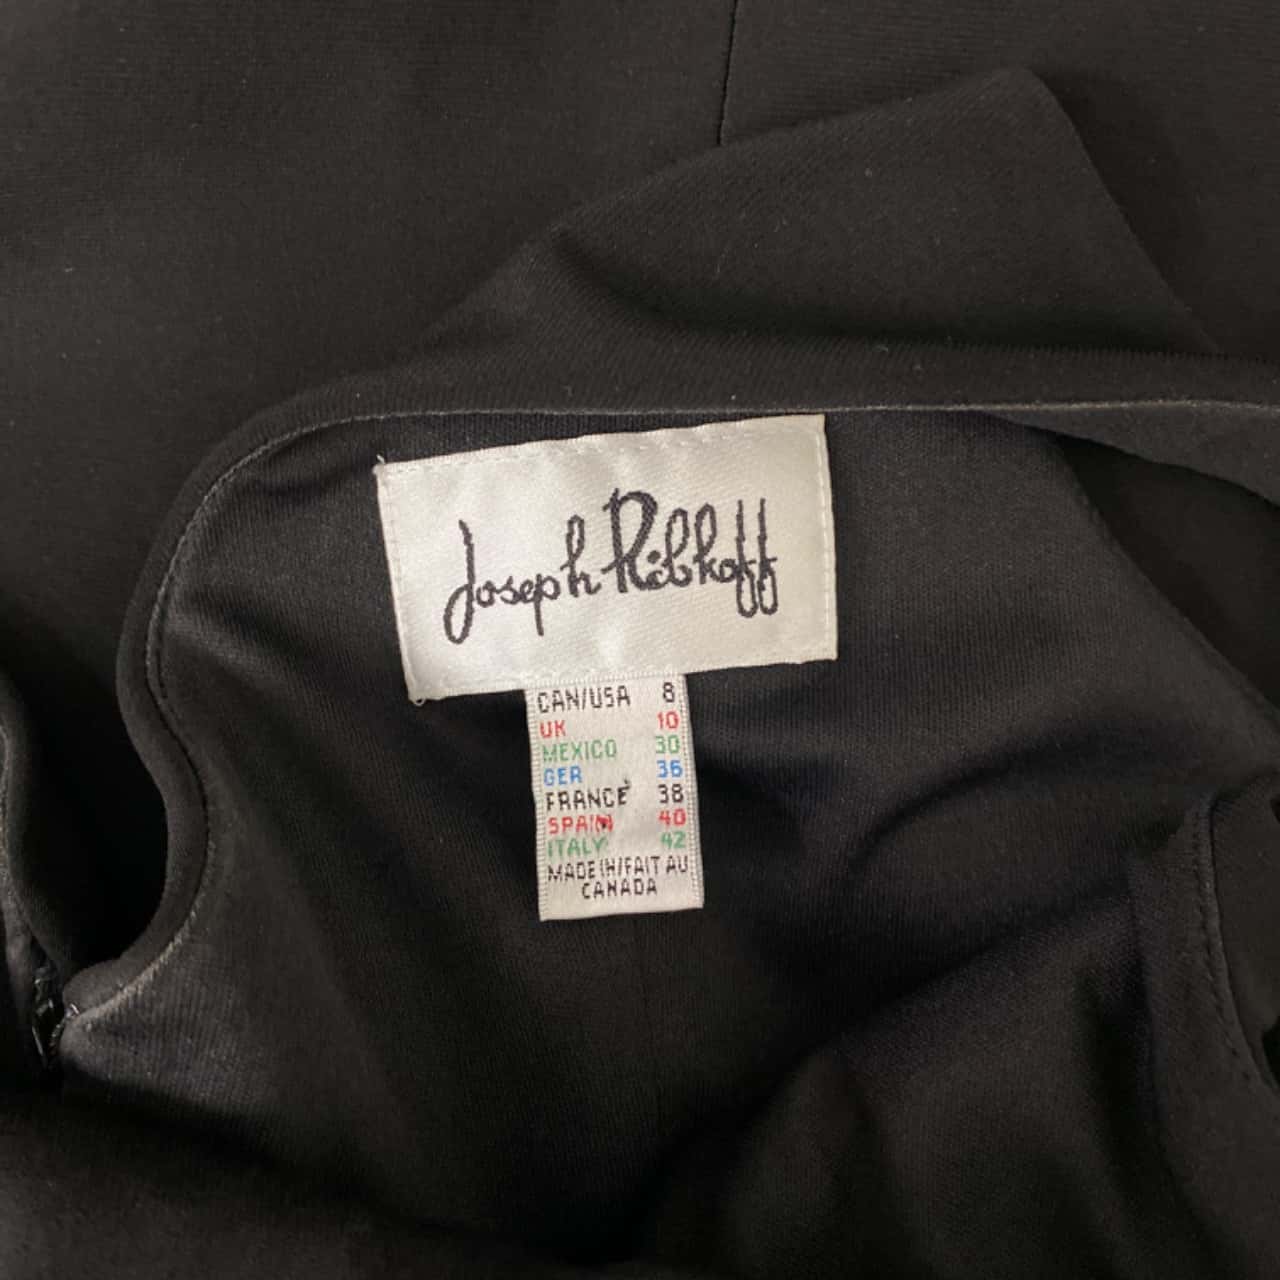 Joseph Ribkoff
CAN/USA 8
UK 10
MEXICO 30
GER 36
FRANCE 38
SPAIN 40
ITALY 42
MADE IN/FAIT AU
CANADA